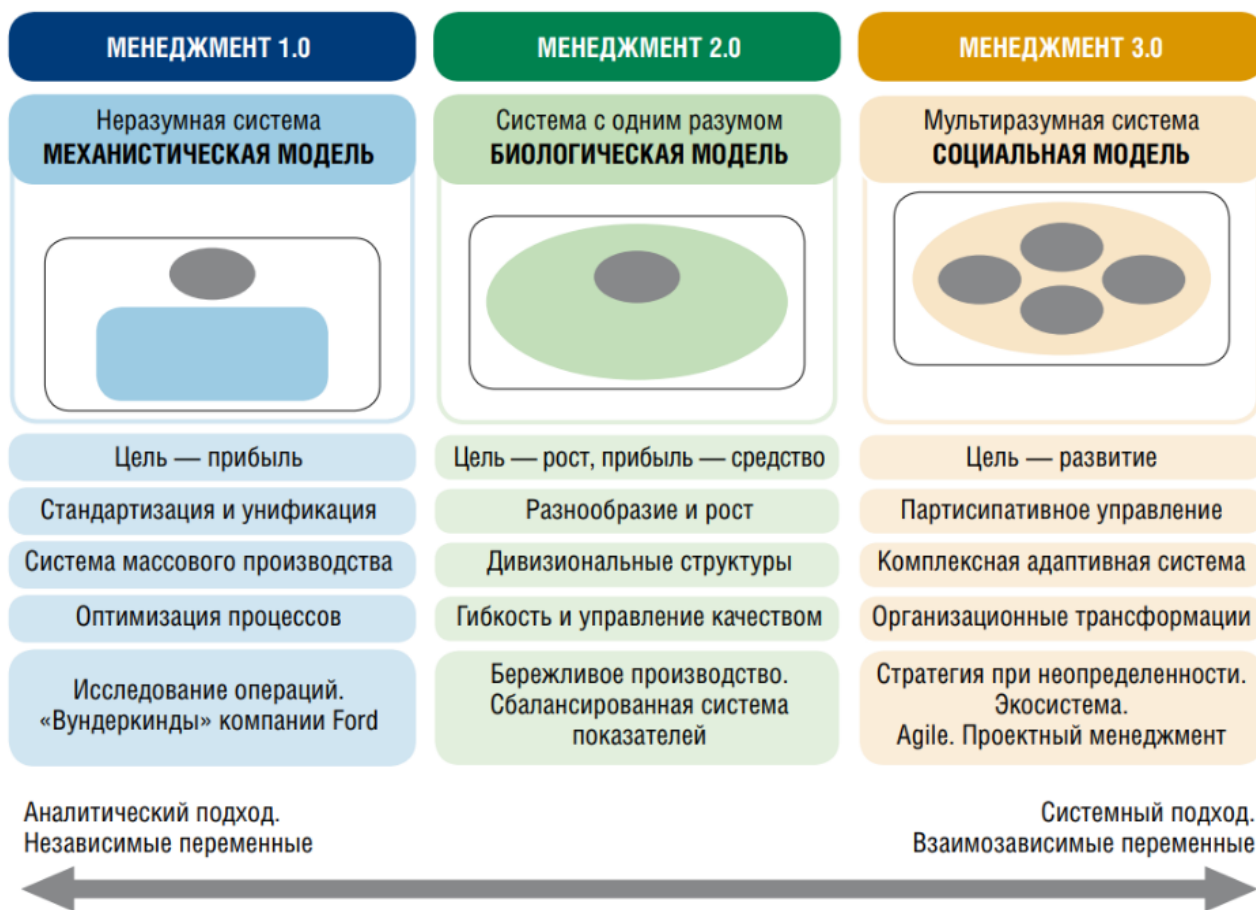 МЕНЕДЖМЕНТ 1.0
Неразумная система
МЕХАНИСТИЧЕСКАЯ МОДЕЛЬ
Цель — прибыль
Стандартизация и унификация
Система массового производства
Оптимизация процессов
Исследование операций.
«Вундеркинды» компании Ford
МЕНЕДЖМЕНТ 2.0
Система с одним разумом
БИОЛОГИЧЕСКАЯ МОДЕЛЬ
Цель — рост, прибыль — средство
Разнообразие и рост
Дивизиональные структуры
Гибкость и управление качеством
Бережливое производство.
Сбалансированная система
показателей
МЕНЕДЖМЕНТ 3.0
Мультиразумная система
СОЦИАЛЬНАЯ МОДЕЛЬ
Цель — развитие
Партисипативное управление
Комплексная адаптивная система
Организационные трансформации
Стратегия при неопределенности.
Экосистема.
Agile. Проектный менеджмент
Аналитический подход.
Независимые переменные
Системный подход.
Взаимозависимые переменные